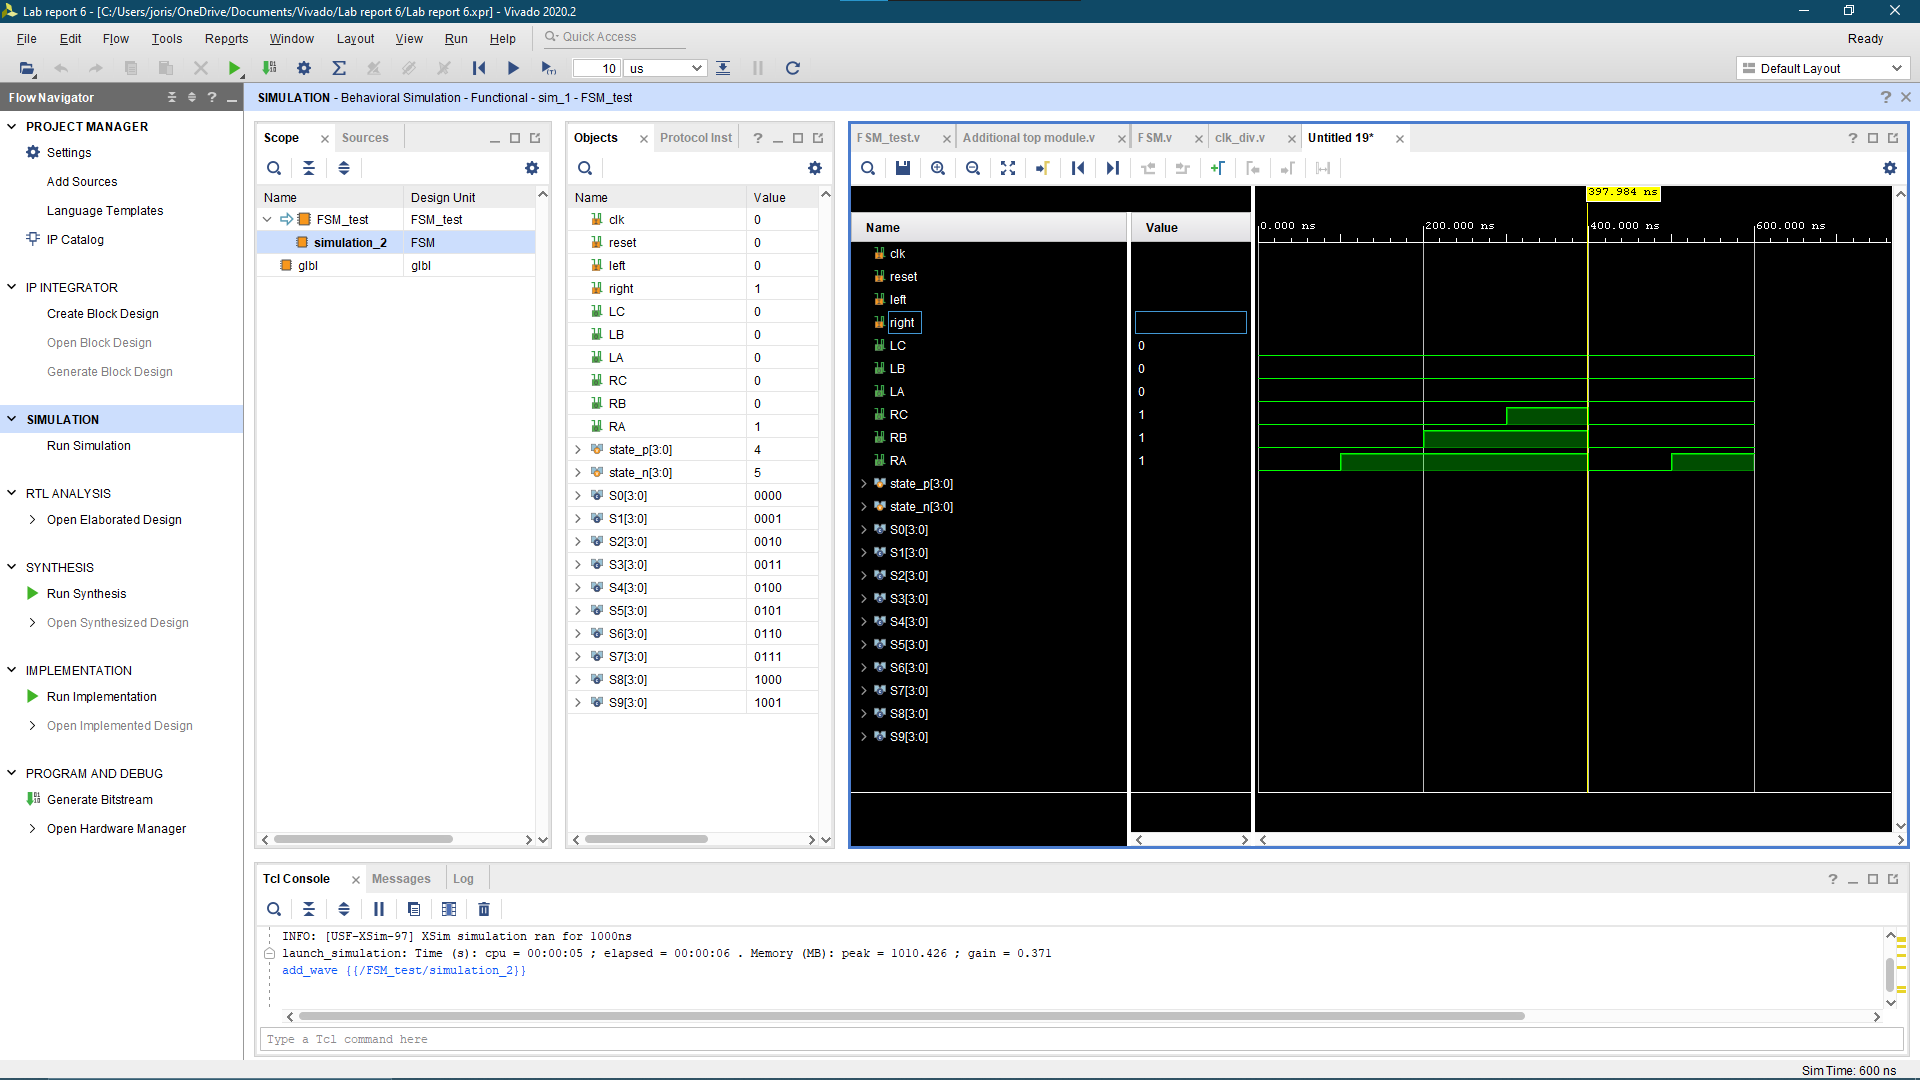 Lab report 6 - [C:/Users/joris/OneDrive/Documents/Vivado/Lab report 6/Lab report 6.xpr] - Vivado 2020.2
File Edit Flow Tools Reports Window Layout View Run Help Quick Access Ready
10 us Default Layout
Flow Navigator
SIMULATION - Behavioral Simulation - Functional - sim_1 - FSM_test
PROJECT MANAGER
Settings
Add Sources
Language Templates
IP Catalog
IP INTEGRATOR
Create Block Design
Open Block Design
Generate Block Design
SIMULATION
Run Simulation
RTL ANALYSIS
Open Elaborated Design
SYNTHESIS
Run Synthesis
Open Synthesized Design
IMPLEMENTATION
Run Implementation
Open Implemented Design
PROGRAM AND DEBUG
Generate Bitstream
Open Hardware Manager
Scope Sources
Name Design Unit
FSM_test FSM_test
simulation_2 FSM
glbl glbl
Objects Protocol Inst
Name Value
clk 0
reset 0
left 0
right 1
LC 0
LB 0
LA 0
RC 0
RB 0
RA 1
state_p[3:0] 4
state_n[3:0] 5
S0[3:0] 0000
S1[3:0] 0001
S2[3:0] 0010
S3[3:0] 0011
S4[3:0] 0100
S5[3:0] 0101
S6[3:0] 0110
S7[3:0] 0111
S8[3:0] 1000
S9[3:0] 1001
FSM_test.v Additional top module.v FSM.v clk_div.v Untitled 19*
397.984 ns
Name Value
0.000 ns 200.000 ns 400.000 ns 600.000 ns
clk
reset
left
right
LC 0
LB 0
LA 0
RC 1
RB 1
RA 1
state_p[3:0]
state_n[3:0]
S0[3:0]
S1[3:0]
S2[3:0]
S3[3:0]
S4[3:0]
S5[3:0]
S6[3:0]
S7[3:0]
S8[3:0]
S9[3:0]
Tcl Console Messages Log
INFO: [USF-XSim-97] XSim simulation ran for 1000ns
launch_simulation: Time (s): cpu = 00:00:05 ; elapsed = 00:00:06 . Memory (MB): peak = 1010.426 ; gain = 0.371
add_wave {{/FSM_test/simulation_2}}
Type a Tcl command here
Sim Time: 600 ns